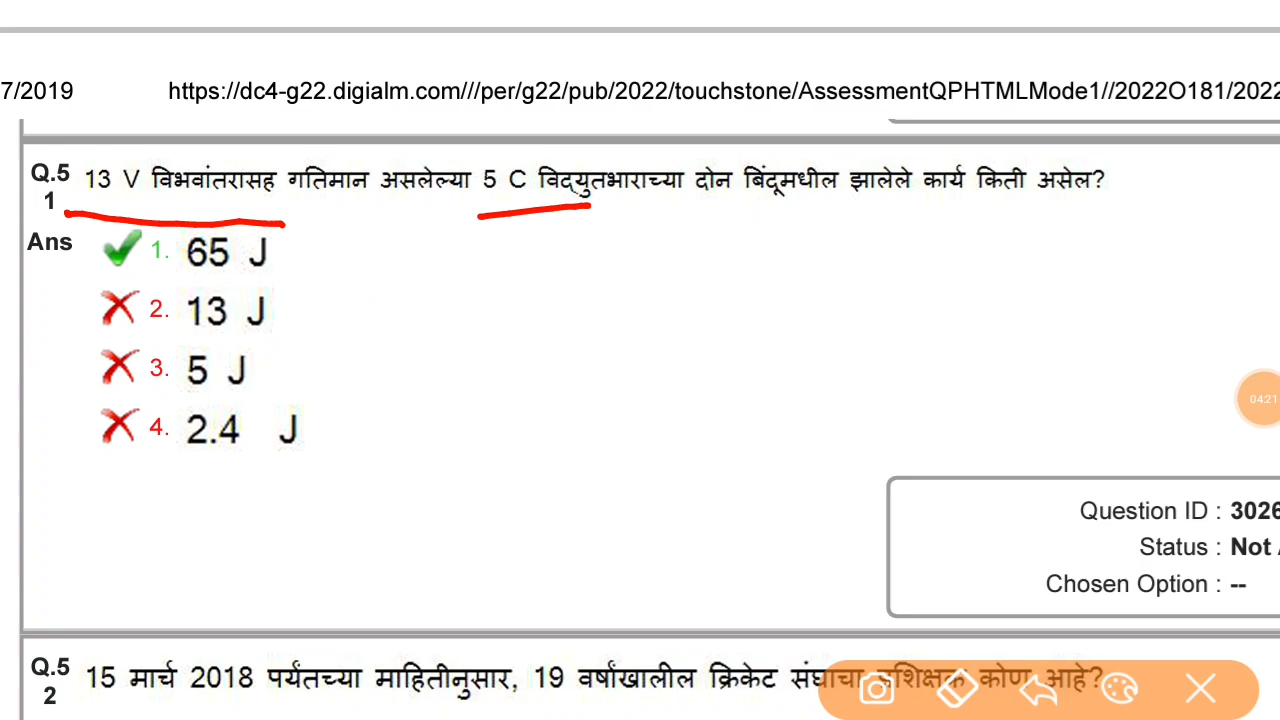 7/2019 https://dc4-g22.digialm.com///per/g22/pub/2022/touchstone/AssessmentQPHTMLMode1//2022O181/2022
Q.5 13 V विभवांतरासह गतिमान असलेल्या 5 C विद्युतभाराच्या दोन बिंदूमधील झालेले कार्य किती असेल?
1
Ans 1. 65 J
2. 13 J
3. 5 J
4. 2.4 J
04:21
Question ID : 3026
Status : Not
Chosen Option : --
Q.5 15 मार्च 2018 पर्यंतच्या माहितीनुसार, 19 वर्षांखालील क्रिकेट संघाचा कोण आहे?
2